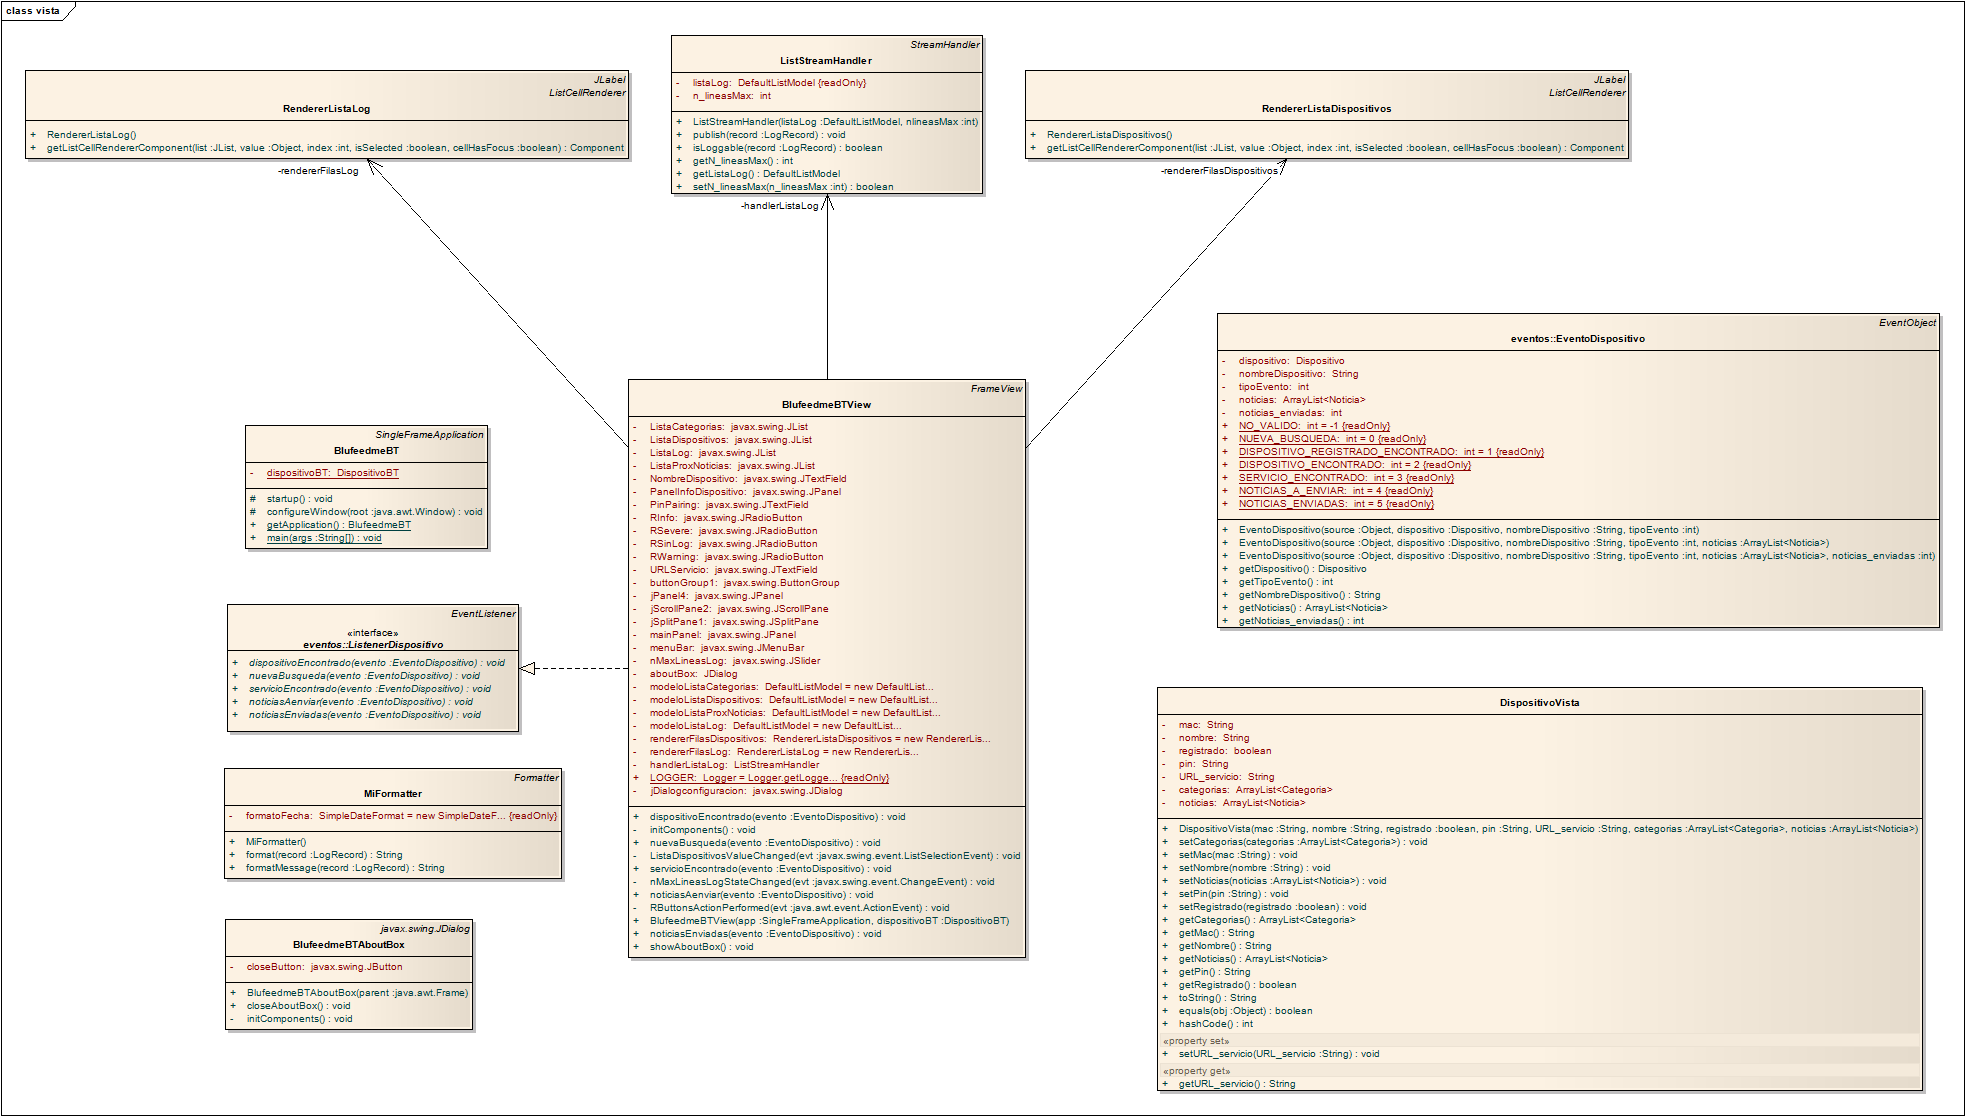 class vista
JLabel
ListCellRenderer
RendererListaLog
+ RendererListaLog()
+ getListCellRendererComponent(list :JList, value :Object, index :int, isSelected :boolean, cellHasFocus :boolean) : Component
-rendererFilasLog
StreamHandler
ListStreamHandler
- listaLog: DefaultListModel {readOnly}
- n_lineasMax: int
+ ListStreamHandler(listaLog :DefaultListModel, nlineasMax :int)
+ publish(record :LogRecord) : void
+ isLoggable(record :LogRecord) : boolean
+ getN_lineasMax() : int
+ getListaLog() : DefaultListModel
+ setN_lineasMax(n_lineasMax :int) : boolean
-handlerListaLog
JLabel
ListCellRenderer
RendererListaDispositivos
+ RendererListaDispositivos()
+ getListCellRendererComponent(list :JList, value :Object, index :int, isSelected :boolean, cellHasFocus :boolean) : Component
-rendererFilasDispositivos
SingleFrameApplication
BlufeedmeBT
- dispositivoBT: DispositivoBT
# startup() : void
# configureWindow(root :java.awt.Window) : void
+ getApplication() : BlufeedmeBT
+ main(args :String[]) : void
EventListener
«interface»
eventos::ListenerDispositivo
+ dispositivoEncontrado(evento :EventoDispositivo) : void
+ nuevaBusqueda(evento :EventoDispositivo) : void
+ servicioEncontrado(evento :EventoDispositivo) : void
+ noticiasAenviar(evento :EventoDispositivo) : void
+ noticiasEnviadas(evento :EventoDispositivo) : void
Formatter
MiFormatter
- formatoFecha: SimpleDateFormat = new SimpleDateF... {readOnly}
+ MiFormatter()
+ format(record :LogRecord) : String
+ formatMessage(record :LogRecord) : String
javax.swing.JDialog
BlufeedmeBTAboutBox
- closeButton: javax.swing.JButton
+ BlufeedmeBTAboutBox(parent :java.awt.Frame)
+ closeAboutBox() : void
- initComponents() : void
FrameView
BlufeedmeBTView
- ListaCategorias: javax.swing.JList
- ListaDispositivos: javax.swing.JList
- ListaLog: javax.swing.JList
- ListaProxNoticias: javax.swing.JList
- NombreDispositivo: javax.swing.JTextField
- PanelInfoDispositivo: javax.swing.JPanel
- PinPairing: javax.swing.JTextField
- RInfo: javax.swing.JRadioButton
- RSevere: javax.swing.JRadioButton
- RSinLog: javax.swing.JRadioButton
- RWarning: javax.swing.JRadioButton
- URLServicio: javax.swing.JTextField
- buttonGroup1: javax.swing.ButtonGroup
- jPanel4: javax.swing.JPanel
- jScrollPane2: javax.swing.JScrollPane
- jSplitPane1: javax.swing.JSplitPane
- mainPanel: javax.swing.JPanel
- menuBar: javax.swing.JMenuBar
- nMaxLineasLog: javax.swing.JSlider
- aboutBox: JDialog
- modeloListaCategorias: DefaultListModel = new DefaultList...
- modeloListaDispositivos: DefaultListModel = new DefaultList...
- modeloListaProxNoticias: DefaultListModel = new DefaultList...
- modeloListaLog: DefaultListModel = new DefaultList...
- rendererFilasDispositivos: RendererListaDispositivos = new RendererLis...
- rendererFilasLog: RendererListaLog = new RendererLis...
- handlerListaLog: ListStreamHandler
+ LOGGER: Logger = Logger.getLogge... {readOnly}
- jDialogconfiguracion: javax.swing.JDialog
+ dispositivoEncontrado(evento :EventoDispositivo) : void
- initComponents() : void
+ nuevaBusqueda(evento :EventoDispositivo) : void
- ListaDispositivosValueChanged(evt :javax.swing.event.ListSelectionEvent) : void
+ servicioEncontrado(evento :EventoDispositivo) : void
- nMaxLineasLogStateChanged(evt :javax.swing.event.ChangeEvent) : void
+ noticiasAenviar(evento :EventoDispositivo) : void
- RButtonsActionPerformed(evt :java.awt.event.ActionEvent) : void
+ BlufeedmeBTView(app :SingleFrameApplication, dispositivoBT :DispositivoBT)
+ noticiasEnviadas(evento :EventoDispositivo) : void
+ showAboutBox() : void
EventObject
eventos::EventoDispositivo
- dispositivo: Dispositivo
- nombreDispositivo: String
- tipoEvento: int
- noticias: ArrayList<Noticia>
- noticias_enviadas: int
+ NO_VALIDO: int = -1 {readOnly}
+ NUEVA_BUSQUEDA: int = 0 {readOnly}
+ DISPOSITIVO_REGISTRADO_ENCONTRADO: int = 1 {readOnly}
+ DISPOSITIVO_ENCONTRADO: int = 2 {readOnly}
+ SERVICIO_ENCONTRADO: int = 3 {readOnly}
+ NOTICIAS_A_ENVIAR: int = 4 {readOnly}
+ NOTICIAS_ENVIADAS: int = 5 {readOnly}
+ EventoDispositivo(source :Object, dispositivo :Dispositivo, nombreDispositivo :String, tipoEvento :int)
+ EventoDispositivo(source :Object, dispositivo :Dispositivo, nombreDispositivo :String, tipoEvento :int, noticias :ArrayList<Noticia>)
+ EventoDispositivo(source :Object, dispositivo :Dispositivo, nombreDispositivo :String, tipoEvento :int, noticias :ArrayList<Noticia>, noticias_enviadas :int)
+ getDispositivo() : Dispositivo
+ getTipoEvento() : int
+ getNombreDispositivo() : String
+ getNoticias() : ArrayList<Noticia>
+ getNoticias_enviadas() : int
DispositivoVista
- mac: String
- nombre: String
- registrado: boolean
- pin: String
- URL_servicio: String
- categorias: ArrayList<Categoria>
- noticias: ArrayList<Noticia>
+ DispositivoVista(mac :String, nombre :String, registrado :boolean, pin :String, URL_servicio :String, categorias :ArrayList<Categoria>, noticias :ArrayList<Noticia>)
+ setCategorias(categorias :ArrayList<Categoria>) : void
+ setMac(mac :String) : void
+ setNombre(nombre :String) : void
+ setNoticias(noticias :ArrayList<Noticia>) : void
+ setPin(pin :String) : void
+ setRegistrado(registrado :boolean) : void
+ getCategorias() : ArrayList<Categoria>
+ getMac() : String
+ getNombre() : String
+ getNoticias() : ArrayList<Noticia>
+ getPin() : String
+ getRegistrado() : boolean
+ toString() : String
+ equals(obj :Object) : boolean
+ hashCode() : int
«property set»
+ setURL_servicio(URL_servicio :String) : void
«property get»
+ getURL_servicio() : String